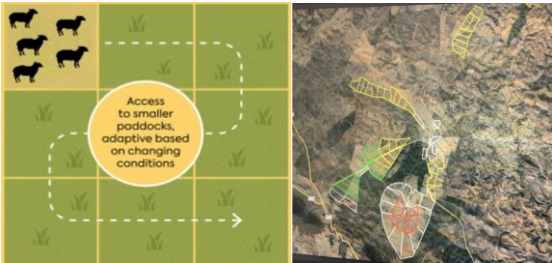 Access
to smaller
paddocks,
adaptive based
on changing
conditions